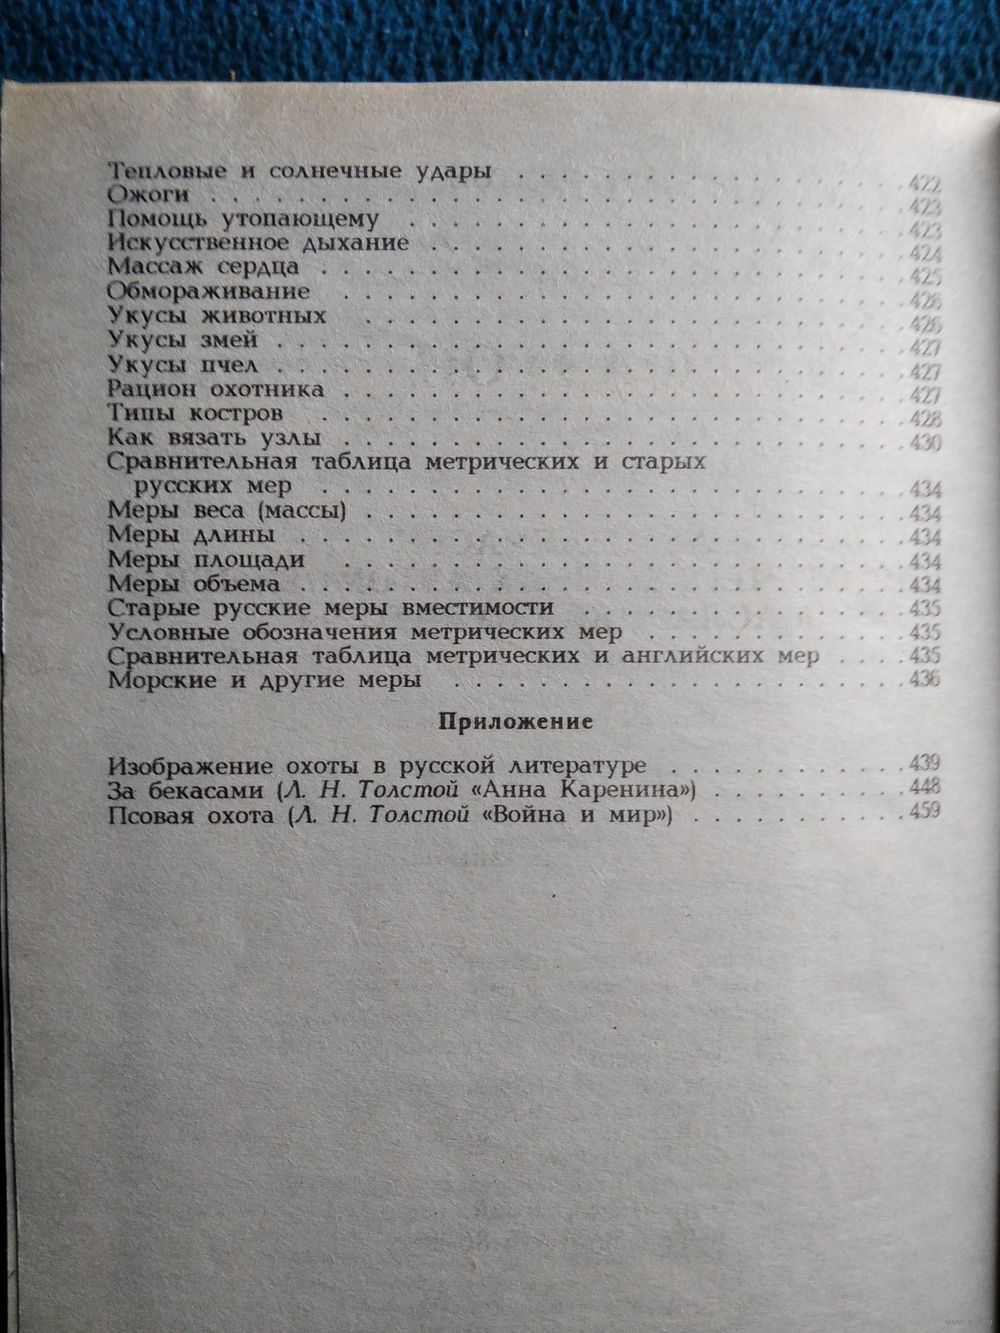 Тепловые и солнечные удары . . . . . . . . . . . . . . . . . . 422
Ожоги . . . . . . . . . . . . . . . . . . . . . . . . . . . . . . . . 423
Помощь утопающему . . . . . . . . . . . . . . . . . . . . . . . 423
Искусственное дыхание . . . . . . . . . . . . . . . . . . . . . . 424
Массаж сердца . . . . . . . . . . . . . . . . . . . . . . . . . . . 425
Обмораживание . . . . . . . . . . . . . . . . . . . . . . . . . . 426
Укусы животных . . . . . . . . . . . . . . . . . . . . . . . . . 426
Укусы змей . . . . . . . . . . . . . . . . . . . . . . . . . . . . . 427
Укусы пчел . . . . . . . . . . . . . . . . . . . . . . . . . . . . . 427
Рацион охотника . . . . . . . . . . . . . . . . . . . . . . . . . . 427
Типы костров . . . . . . . . . . . . . . . . . . . . . . . . . . . 428
Как вязать узлы . . . . . . . . . . . . . . . . . . . . . . . . . . 430
Сравнительная таблица метрических и старых
русских мер . . . . . . . . . . . . . . . . . . . . . . . . . . . 434
Меры веса (массы) . . . . . . . . . . . . . . . . . . . . . . . . . 434
Меры длины . . . . . . . . . . . . . . . . . . . . . . . . . . . . 434
Меры площади . . . . . . . . . . . . . . . . . . . . . . . . . . 434
Меры объема . . . . . . . . . . . . . . . . . . . . . . . . . . . . 434
Старые русские меры вместимости . . . . . . . . . . . . . . . 435
Условные обозначения метрических мер . . . . . . . . . . . . 435
Сравнительная таблица метрических и английских мер . . . . 435
Морские и другие меры . . . . . . . . . . . . . . . . . . . . . 436
Приложение
Изображение охоты в русской литературе . . . . . . . . . . . 439
За бекасами (Л. Н. Толстой «Анна Каренина») . . . . . . . . . 448
Псовая охота (Л. Н. Толстой «Война и мир») . . . . . . . . . . 459